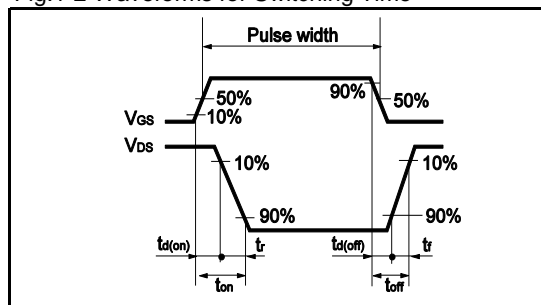 Fig.1-2 Waveforms for Switching Time
Pulse width
90%
50%
50%
10%
VGS
VDS
10%
10%
90%
90%
td(on)
tr
td(off)
tf
ton
toff